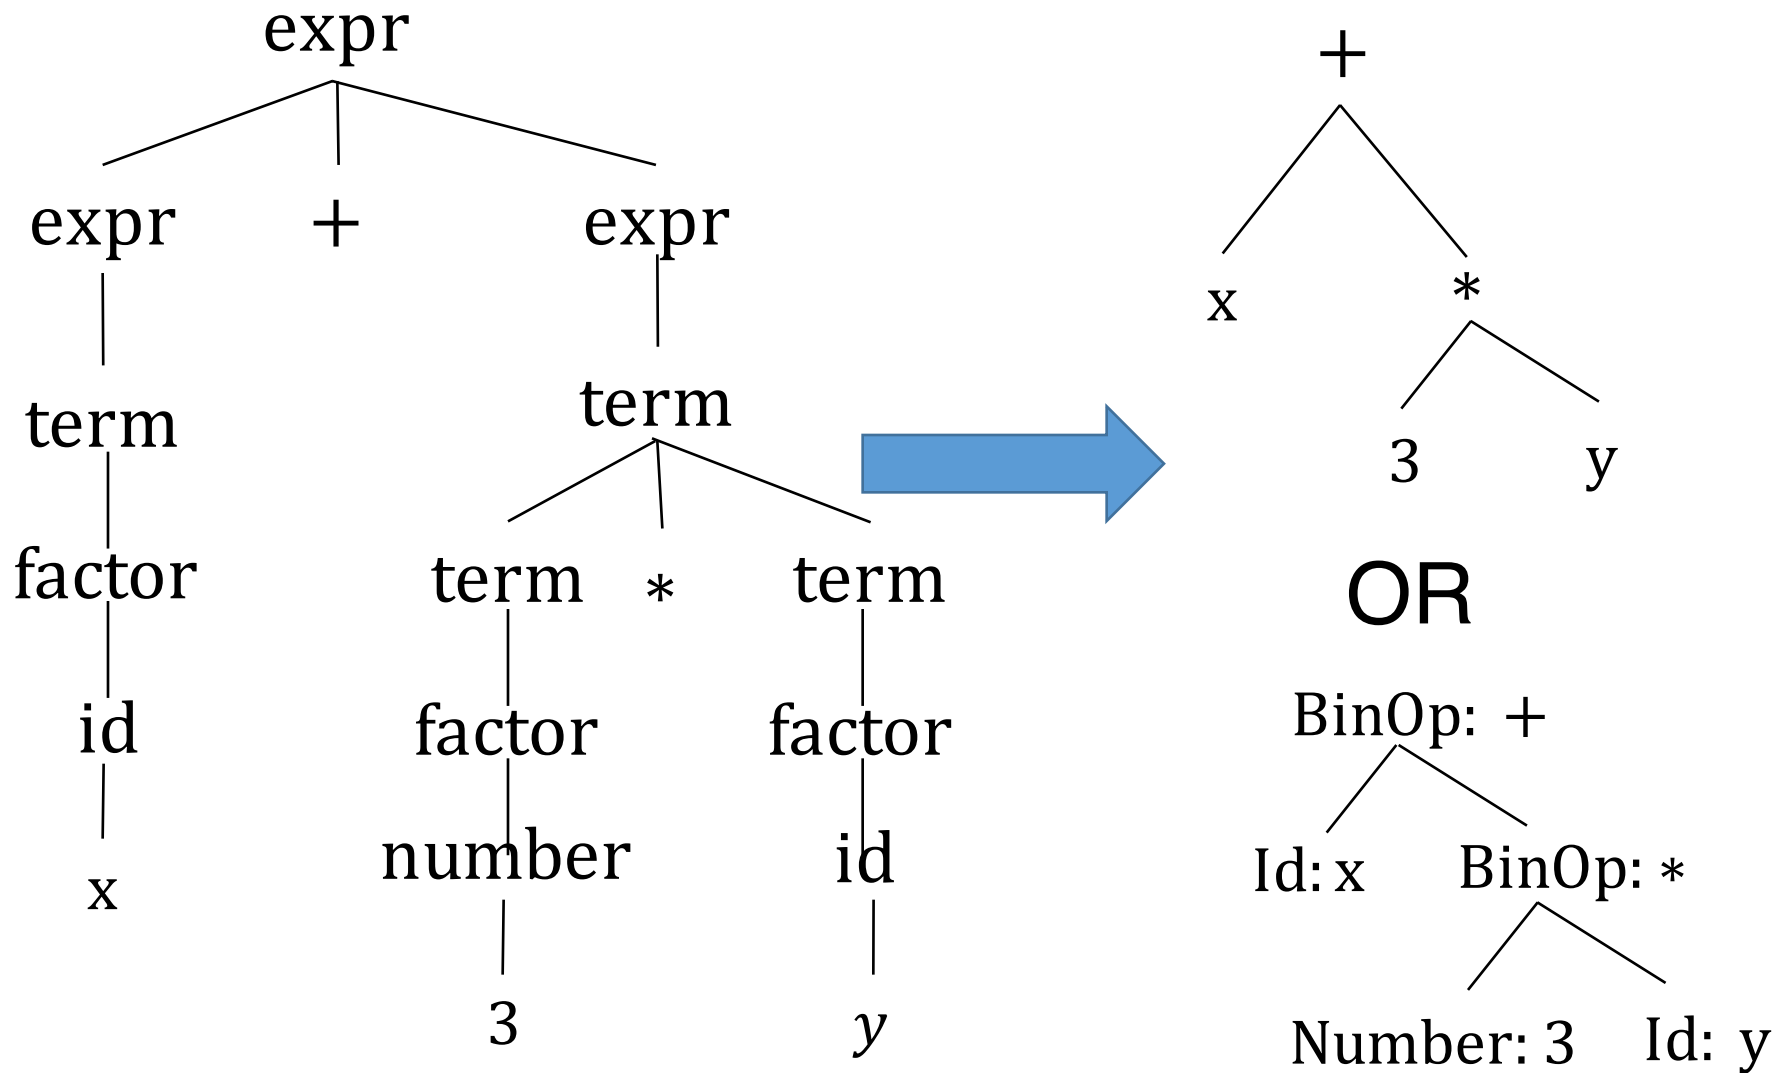 expr
expr + expr
term
term
factor
term * term
id
factor
factor
x
number
id
3
y
+
x *
3 y
OR
BinOp: +
Id: x BinOp: *
Number: 3 Id: y